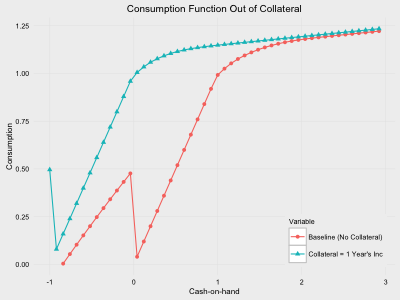 Consumption Function Out of Collateral
1.25
1.00
0.75
0.50
0.25
0.00
Consumption
-1
0
1
2
3
Cash-on-hand
Variable
Baseline (No Collateral)
Collateral = 1 Year's Inc